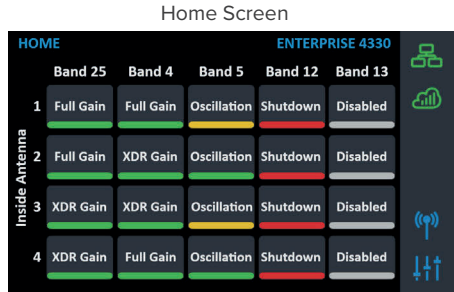 Home Screen
HOME ENTERPRISE 4330
Band 25 Band 4 Band 5 Band 12 Band 13
Inside Antenna
1 Full Gain Full Gain Oscillation Shutdown Disabled
2 Full Gain XDR Gain Oscillation Shutdown Disabled
3 XDR Gain XDR Gain Oscillation Shutdown Disabled
4 XDR Gain Full Gain Oscillation Shutdown Disabled